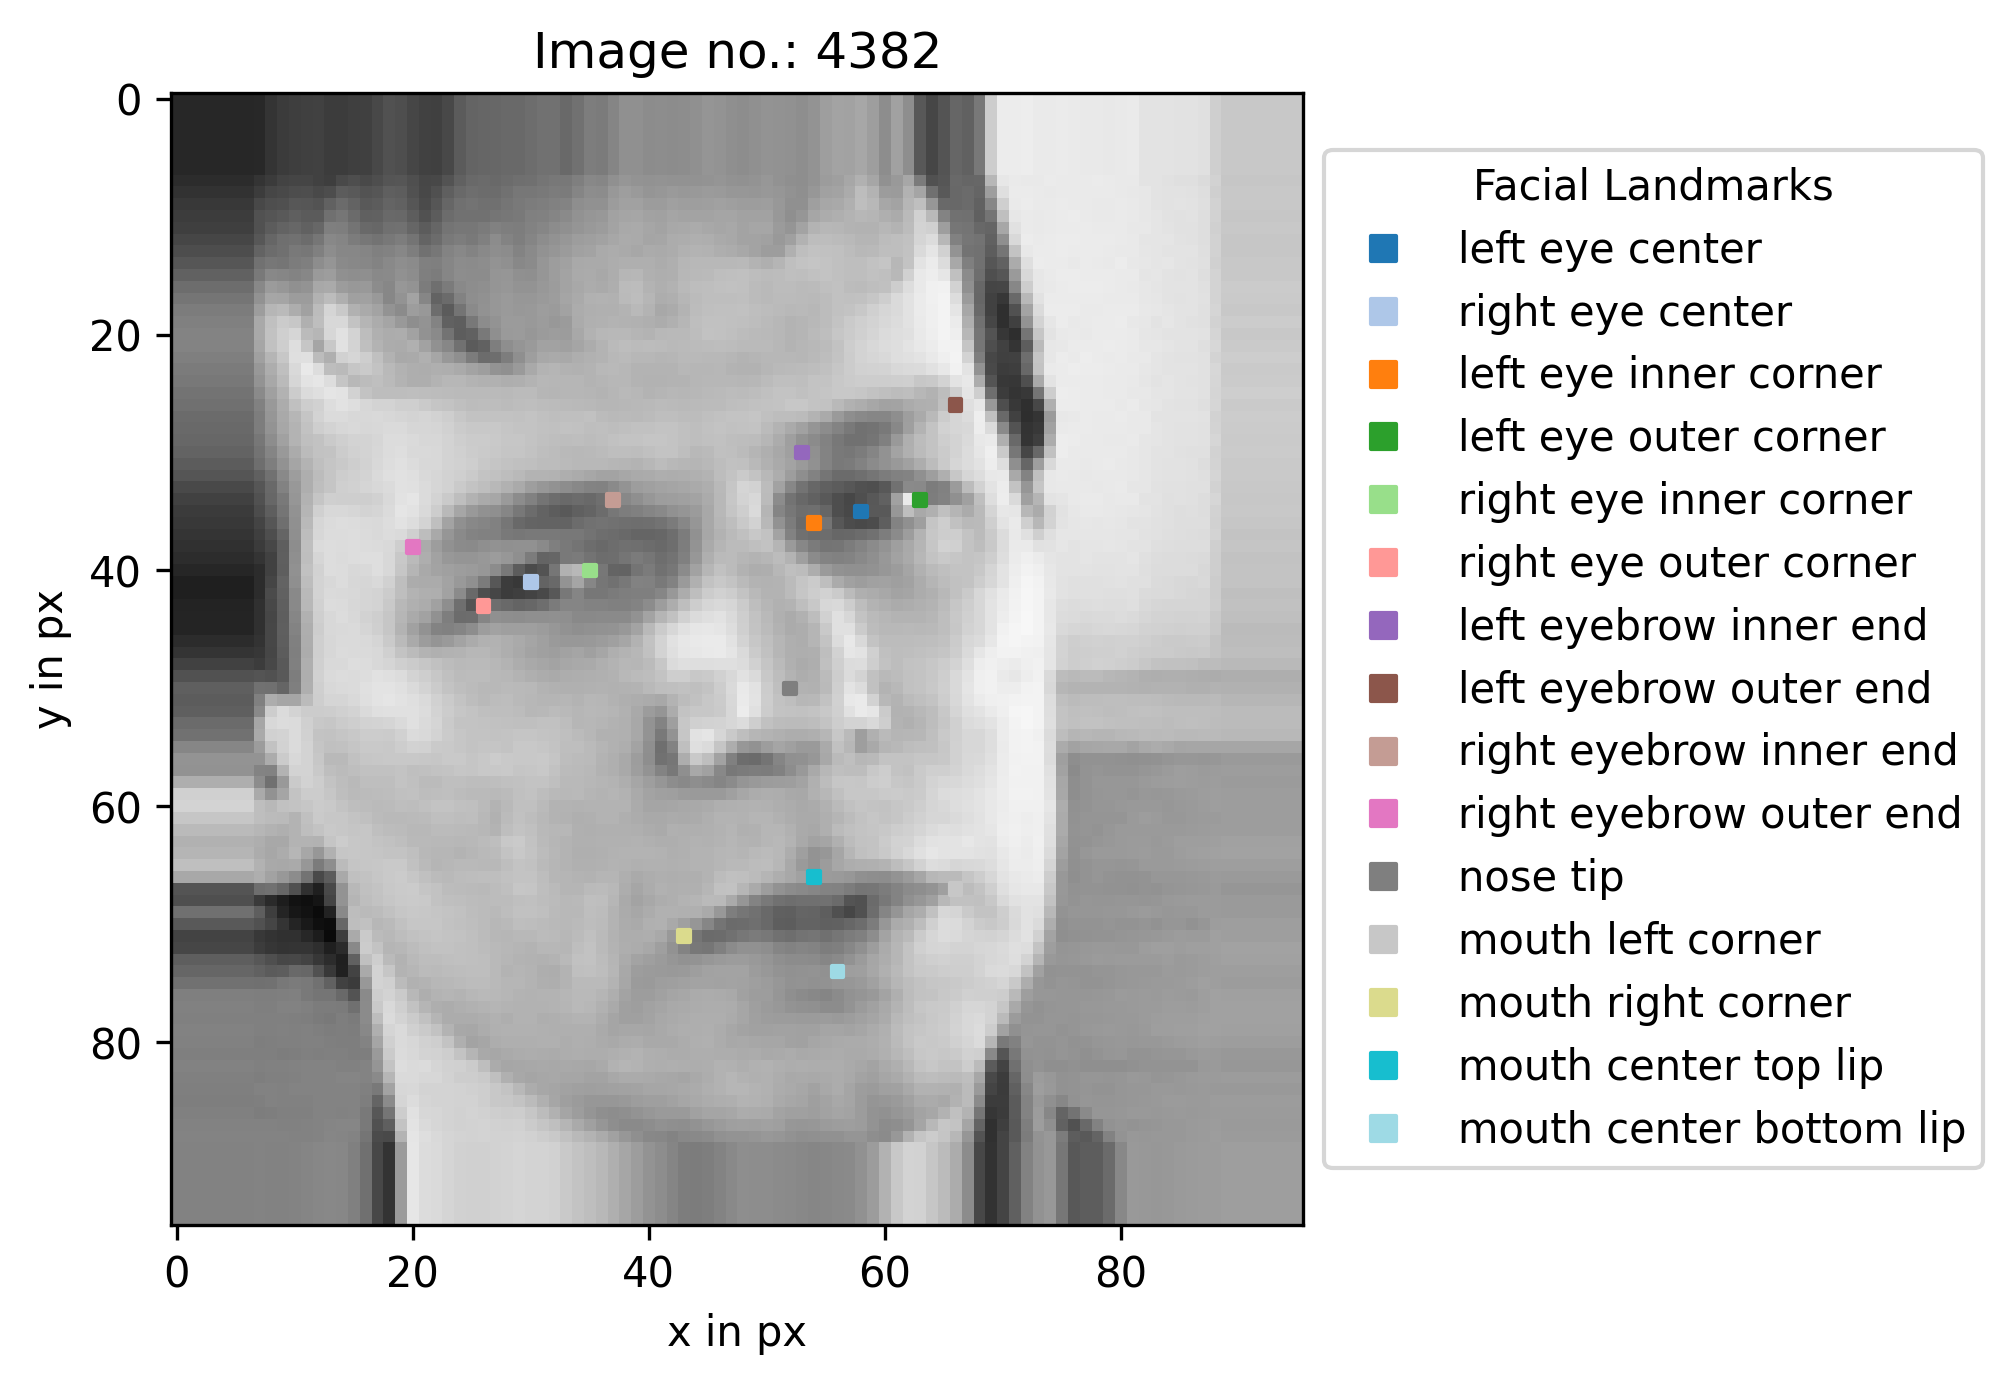 Image no.: 4382
0
20
40
60
80
y in px
0 20 40 60 80
x in px
Facial Landmarks
left eye center
right eye center
left eye inner corner
left eye outer corner
right eye inner corner
right eye outer corner
left eyebrow inner end
left eyebrow outer end
right eyebrow inner end
right eyebrow outer end
nose tip
mouth left corner
mouth right corner
mouth center top lip
mouth center bottom lip